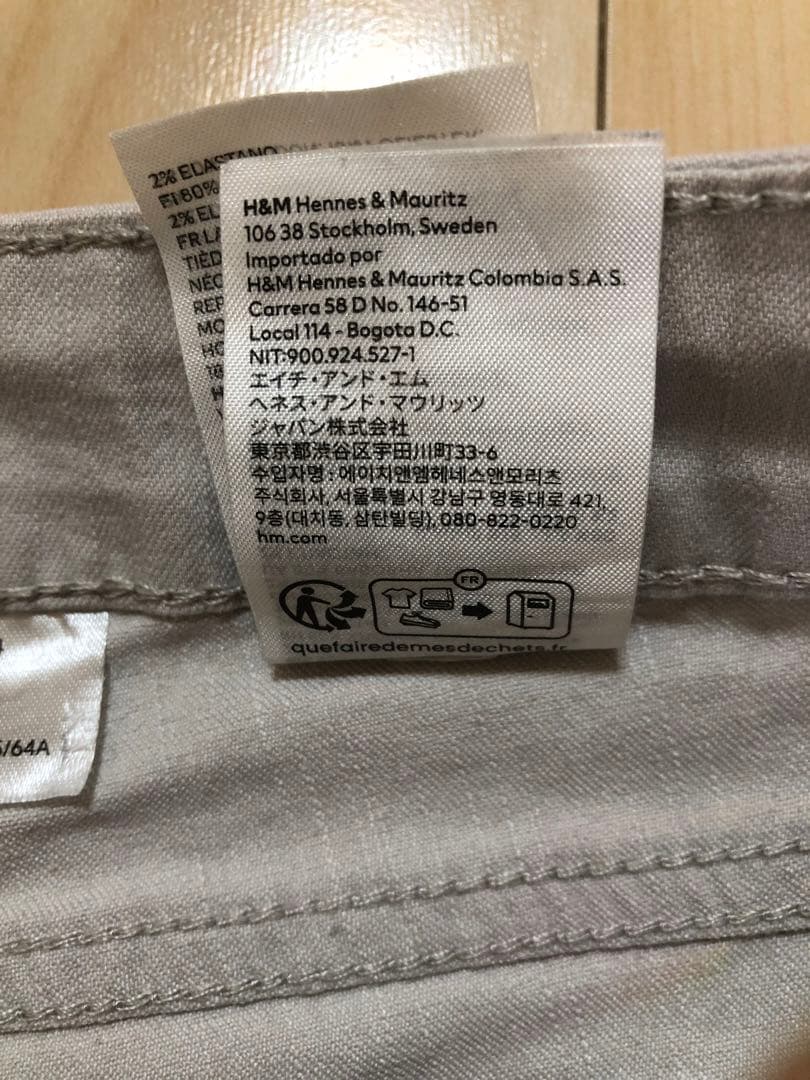 2% ELASTANO
FI 80%
2% EL
FR LA
TIÈD
NÉC
REP
MO
H&M Hennes & Mauritz
106 38 Stockholm, Sweden
Importado por
H&M Hennes & Mauritz Colombia S.A.S.
Carrera 58 D No. 146-51
Local 114 - Bogota D.C.
NIT:900.924.527-1
エイチ・アンド・エム
ヘネス・アンド・マウリッツ
ジャパン株式会社
東京都渋谷区宇田川町33-6
수입자명 : 에이치앤엠헤네스앤모리츠
주식회사, 서울특별시 강남구 영동대로 421,
9층(대치동, 삼탄빌딩), 080-822-0220
hm.com
FR
quefairedemesdechets.fr
/64A